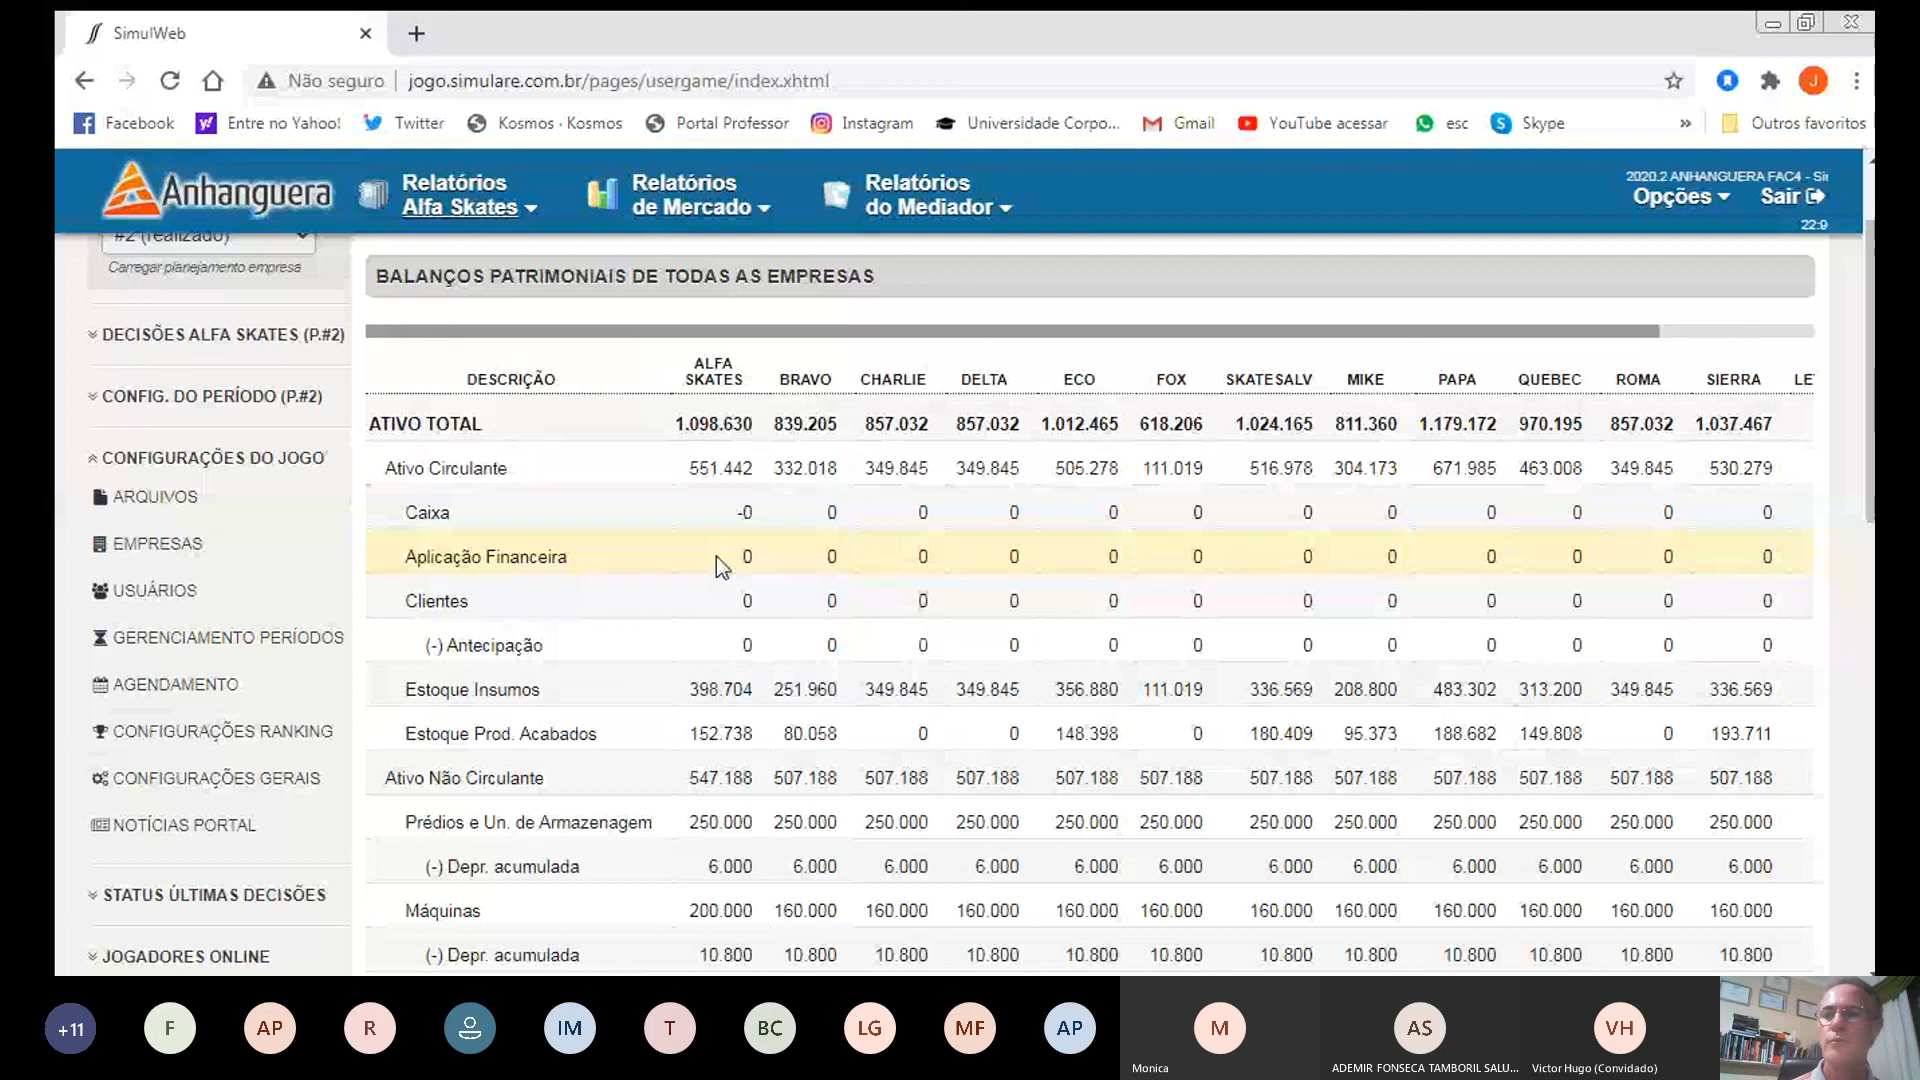 SimulWeb
Não seguro | jogo.simulare.com.br/pages/usergame/index.xhtml
J
Facebook Entre no Yahoo! Twitter Kosmos · Kosmos Portal Professor Instagram Universidade Corpo... Gmail YouTube acessar esc Skype » Outros favoritos
Anhanguera
Relatórios
Alfa Skates
Relatórios
de Mercado
Relatórios
do Mediador
2020.2 ANHANGUERA FAC4 - Sir
Opções Sair
22:9
#2 (realizado)
Carregar planejamento empresa
DECISÕES ALFA SKATES (P.#2)
CONFIG. DO PERÍODO (P.#2)
CONFIGURAÇÕES DO JOGO
ARQUIVOS
EMPRESAS
USUÁRIOS
GERENCIAMENTO PERÍODOS
AGENDAMENTO
CONFIGURAÇÕES RANKING
CONFIGURAÇÕES GERAIS
NOTÍCIAS PORTAL
STATUS ÚLTIMAS DECISÕES
JOGADORES ONLINE
BALANÇOS PATRIMONIAIS DE TODAS AS EMPRESAS
DESCRIÇÃO ALFA SKATES BRAVO CHARLIE DELTA ECO FOX SKATESALV MIKE PAPA QUEBEC ROMA SIERRA LE
ATIVO TOTAL 1.098.630 839.205 857.032 857.032 1.012.465 618.206 1.024.165 811.360 1.179.172 970.195 857.032 1.037.467
Ativo Circulante 551.442 332.018 349.845 349.845 505.278 111.019 516.978 304.173 671.985 463.008 349.845 530.279
Caixa -0 0 0 0 0 0 0 0 0 0 0 0
Aplicação Financeira 0 0 0 0 0 0 0 0 0 0 0 0
Clientes 0 0 0 0 0 0 0 0 0 0 0 0
(-) Antecipação 0 0 0 0 0 0 0 0 0 0 0 0
Estoque Insumos 398.704 251.960 349.845 349.845 356.880 111.019 336.569 208.800 483.302 313.200 349.845 336.569
Estoque Prod. Acabados 152.738 80.058 0 0 148.398 0 180.409 95.373 188.682 149.808 0 193.711
Ativo Não Circulante 547.188 507.188 507.188 507.188 507.188 507.188 507.188 507.188 507.188 507.188 507.188 507.188
Prédios e Un. de Armazenagem 250.000 250.000 250.000 250.000 250.000 250.000 250.000 250.000 250.000 250.000 250.000 250.000
(-) Depr. acumulada 6.000 6.000 6.000 6.000 6.000 6.000 6.000 6.000 6.000 6.000 6.000 6.000
Máquinas 200.000 160.000 160.000 160.000 160.000 160.000 160.000 160.000 160.000 160.000 160.000 160.000
(-) Depr. acumulada 10.800 10.800 10.800 10.800 10.800 10.800 10.800 10.800 10.800 10.800 10.800 10.800
+11 F AP R IM T BC LG MF AP M AS VH
Monica ADEMIR FONSECA TAMBORIL SALU... Victor Hugo (Convidado)